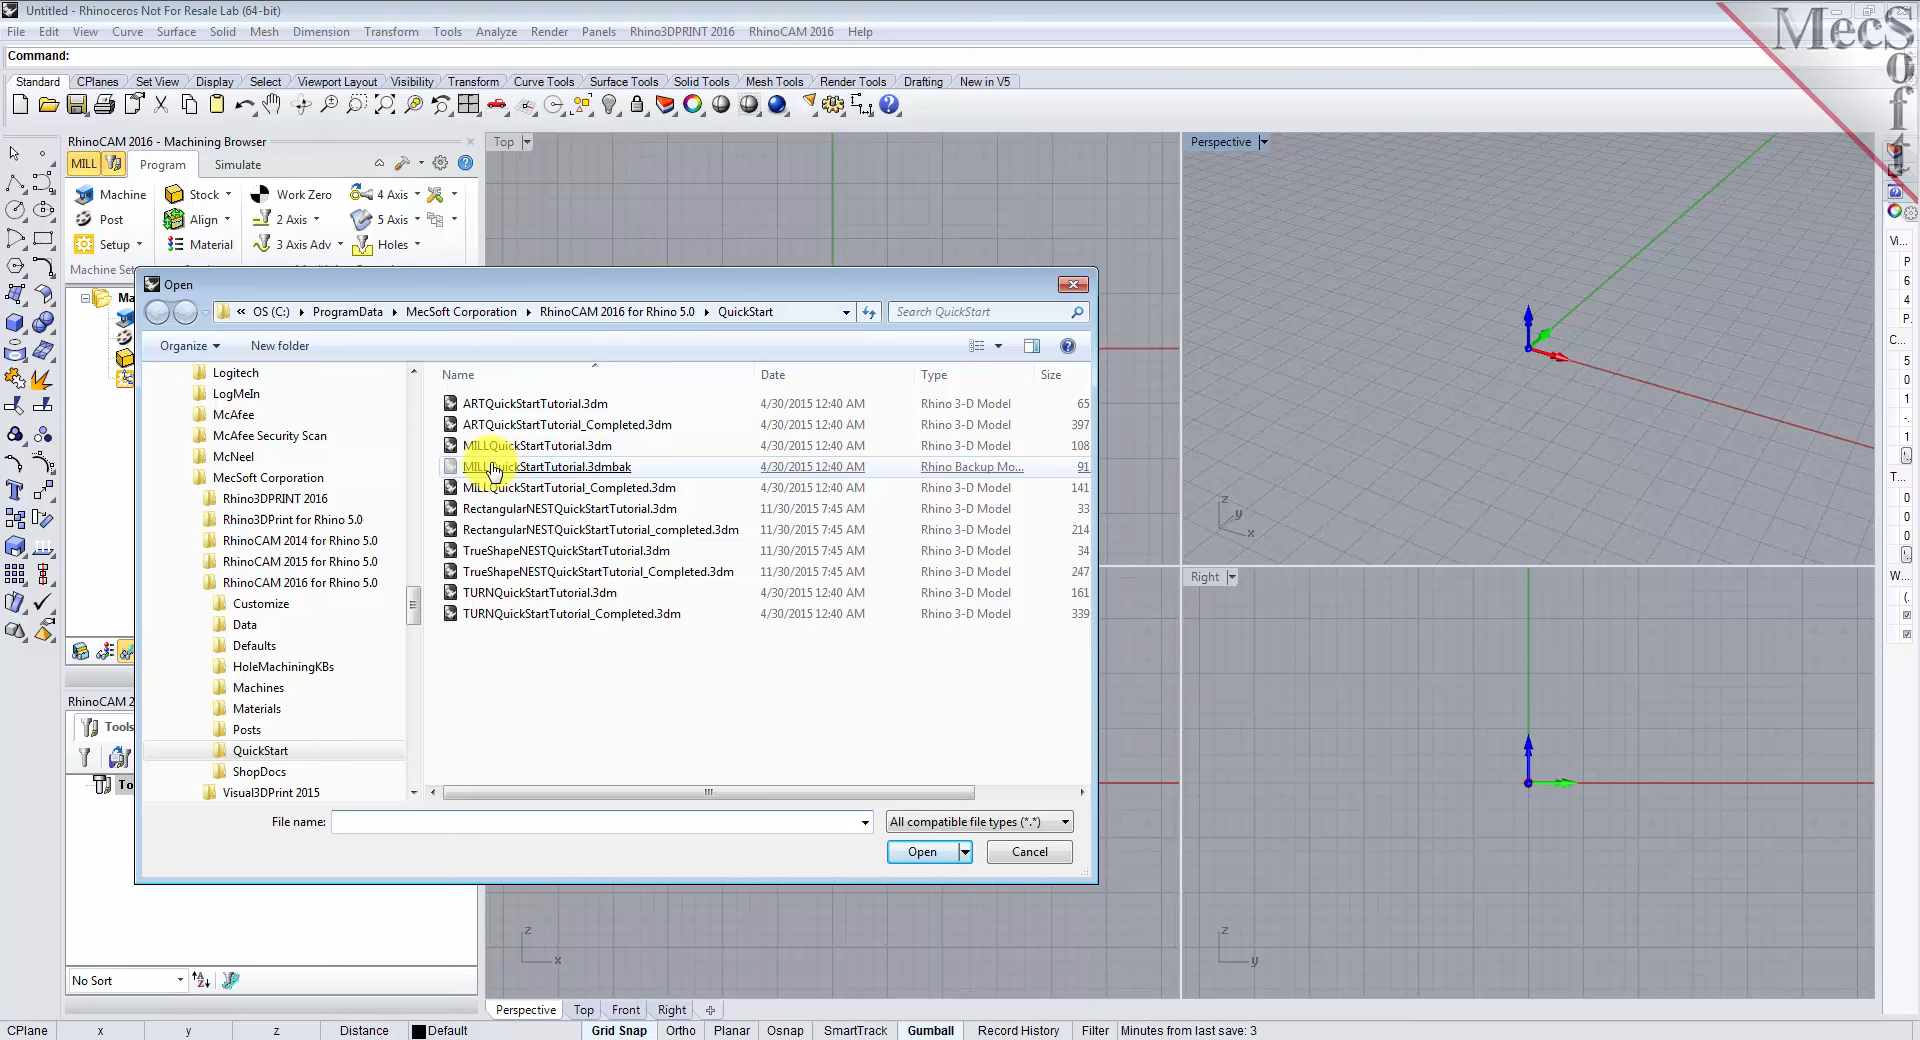 Untitled - Rhinoceros Not For Resale Lab (64-bit)
File Edit View Curve Surface Solid Mesh Dimension Transform Tools Analyze Render Panels Rhino3DPRINT 2016 RhinoCAM 2016 Help
Command:
Standard CPlanes Set View Display Select Viewport Layout Visibility Transform Curve Tools Surface Tools Solid Tools Mesh Tools Render Tools Drafting New in V5
MecSoft
RhinoCAM 2016 - Machining Browser
MILL Program Simulate
Machine Stock Work Zero 4 Axis
Post Align 2 Axis 5 Axis
Setup Material 3 Axis Adv Holes
Machine Set
Ma
Top
Perspective
Right
Open
« OS (C:) ProgramData MecSoft Corporation RhinoCAM 2016 for Rhino 5.0 QuickStart
Search QuickStart
Organize New folder
Logitech
LogMeIn
McAfee
McAfee Security Scan
McNeel
MecSoft Corporation
Rhino3DPRINT 2016
Rhino3DPrint for Rhino 5.0
RhinoCAM 2014 for Rhino 5.0
RhinoCAM 2015 for Rhino 5.0
RhinoCAM 2016 for Rhino 5.0
Customize
Data
Defaults
HoleMachiningKBs
Machines
Materials
Posts
QuickStart
ShopDocs
Visual3DPrint 2015
Name Date Type Size
ARTQuickStartTutorial.3dm 4/30/2015 12:40 AM Rhino 3-D Model 65
ARTQuickStartTutorial_Completed.3dm 4/30/2015 12:40 AM Rhino 3-D Model 397
MILLQuickStartTutorial.3dm 4/30/2015 12:40 AM Rhino 3-D Model 108
MILLQuickStartTutorial.3dmbak 4/30/2015 12:40 AM Rhino Backup Mo... 91
MILLQuickStartTutorial_Completed.3dm 4/30/2015 12:40 AM Rhino 3-D Model 141
RectangularNESTQuickStartTutorial.3dm 11/30/2015 7:45 AM Rhino 3-D Model 33
RectangularNESTQuickStartTutorial_completed.3dm 11/30/2015 7:45 AM Rhino 3-D Model 214
TrueShapeNESTQuickStartTutorial.3dm 11/30/2015 7:45 AM Rhino 3-D Model 34
TrueShapeNESTQuickStartTutorial_Completed.3dm 11/30/2015 7:45 AM Rhino 3-D Model 247
TURNQuickStartTutorial.3dm 4/30/2015 12:40 AM Rhino 3-D Model 161
TURNQuickStartTutorial_Completed.3dm 4/30/2015 12:40 AM Rhino 3-D Model 339
File name: All compatible file types (*.*)
Open Cancel
RhinoCAM 2
Tools
To
No Sort
z y x
z x
z y
Vi...
P
6
4
P.
C...
5
0
1
-.
1
(.
T...
0
0
0
(.
W...
(.
Perspective Top Front Right
CPlane x y z Distance Default Grid Snap Ortho Planar Osnap SmartTrack Gumball Record History Filter Minutes from last save: 3